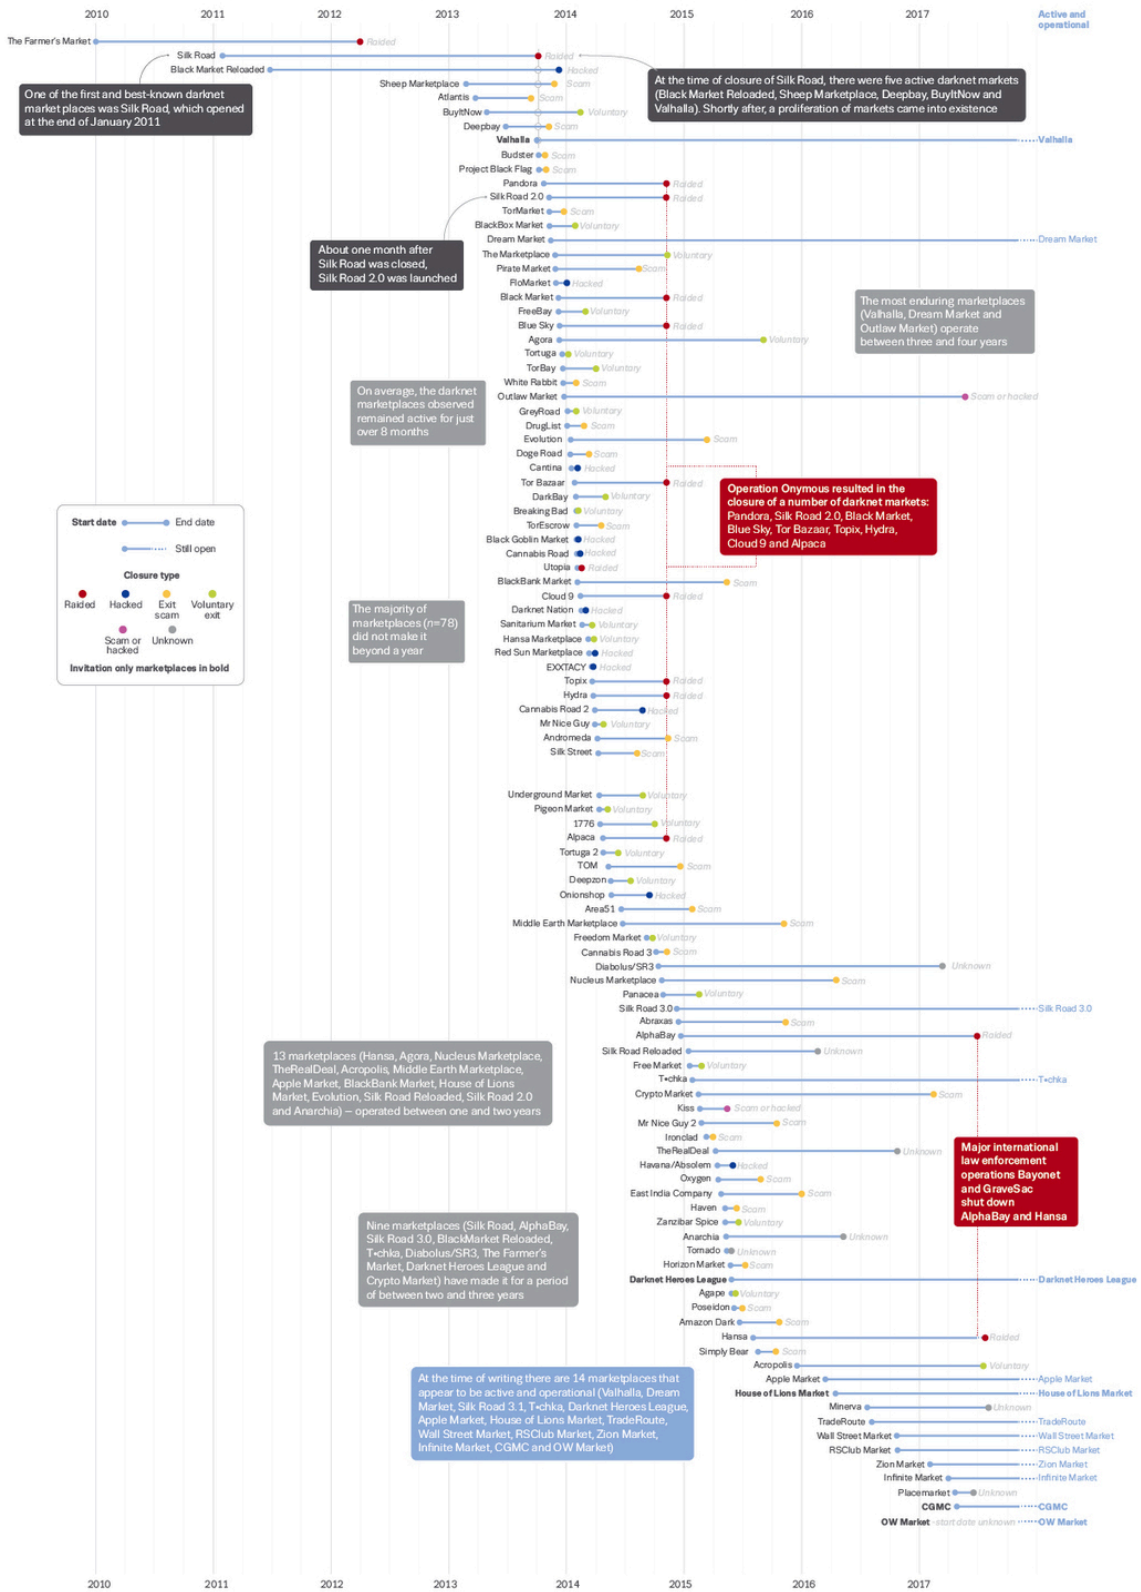 2010 2011 2012 2013 2014 2015 2016 2017 Active and
operational
The Farmer's Market Raided
Silk Road Raided
Black Market Reloaded Hacked
Sheep Marketplace Scam
Atlantis Scam
BuyItNow Voluntary
Deepbay Scam
Valhalla Valhalla
One of the first and best-known darknet
market places was Silk Road, which opened
at the end of January 2011
At the time of closure of Silk Road, there were five active darknet markets
(Black Market Reloaded, Sheep Marketplace, Deepbay, BuyItNow and
Valhalla). Shortly after, a proliferation of markets came into existence
Budster Scam
Project Black Flag Scam
Pandora Raided
Silk Road 2.0 Raided
TorMarket Scam
BlackBox Market Voluntary
Dream Market Dream Market
The Marketplace Voluntary
Pirate Market Scam
FloMarket Hacked
Black Market Raided
FreeBay Voluntary
Blue Sky Raided
Agora Voluntary
About one month after
Silk Road was closed,
Silk Road 2.0 was launched
The most enduring marketplaces
(Valhalla, Dream Market and
Outlaw Market) operate
between three and four years
Tortuga Voluntary
TorBay Voluntary
White Rabbit Scam
Outlaw Market Scam or hacked
GreyRoad Voluntary
DrugList Scam
Evolution Scam
Doge Road Scam
Cantina Hacked
Tor Bazaar Raided
DarkBay Voluntary
Breaking Bad Voluntary
TorEscrow Scam
Black Goblin Market Hacked
Cannabis Road Hacked
Utopia Raided
BlackBank Market Scam
On average, the darknet
marketplaces observed
remained active for just
over 8 months
Operation Onymous resulted in the
closure of a number of darknet markets:
Pandora, Silk Road 2.0, Black Market,
Blue Sky, Tor Bazaar, Topix, Hydra,
Cloud 9 and Alpaca
Start date End date
Still open
Closure type
Raided Hacked Exit
scam Voluntary
exit
Scam or
hacked Unknown
Invitation only marketplaces in bold
Cloud 9 Raided
Darknet Nation Hacked
Sanitarium Market Voluntary
Hansa Marketplace Voluntary
Red Sun Marketplace Hacked
EXXTACY Hacked
Topix Raided
Hydra Raided
Cannabis Road 2 Hacked
Mr Nice Guy Voluntary
Andromeda Scam
Silk Street Scam
The majority of
marketplaces (n=78)
did not make it
beyond a year
Underground Market Voluntary
Pigeon Market Voluntary
1776 Voluntary
Alpaca Raided
Tortuga 2 Voluntary
TOM Scam
Deepzon Voluntary
Onionshop Hacked
Area51 Scam
Middle Earth Marketplace Scam
Freedom Market Voluntary
Cannabis Road 3 Scam
Diabolus/SR3 Unknown
Nucleus Marketplace Scam
Panacea Voluntary
Silk Road 3.0 Silk Road 3.0
Abraxas Scam
AlphaBay Raided
Silk Road Reloaded Unknown
Free Market Voluntary
T•chka T•chka
Crypto Market Scam
Kiss Scam or hacked
Mr Nice Guy 2 Scam
Ironclad Scam
TheRealDeal Unknown
Havana/Absolem Hacked
Oxygen Scam
East India Company Scam
Haven Scam
Zanzibar Spice Voluntary
Anarchia Unknown
Tornado Unknown
Horizon Market Scam
Darknet Heroes League Darknet Heroes League
Agape Voluntary
Poseidon Scam
Amazon Dark Scam
Hansa Raided
Simply Bear Scam
Acropolis Voluntary
13 marketplaces (Hansa, Agora, Nucleus Marketplace,
TheRealDeal, Acropolis, Middle Earth Marketplace,
Apple Market, BlackBank Market, House of Lions
Market, Evolution, Silk Road Reloaded, Silk Road 2.0
and Anarchia) – operated between one and two years
Major international
law enforcement
operations Bayonet
and GraveSac
shut down
AlphaBay and Hansa
Nine marketplaces (Silk Road, AlphaBay,
Silk Road 3.0, BlackMarket Reloaded,
T•chka, Diabolus/SR3, The Farmer's
Market, Darknet Heroes League and
Crypto Market) have made it for a period
of between two and three years
At the time of writing there are 14 marketplaces that
appear to be active and operational (Valhalla, Dream
Market, Silk Road 3.1, T•chka, Darknet Heroes League,
Apple Market, House of Lions Market, TradeRoute,
Wall Street Market, RSClub Market, Zion Market,
Infinite Market, CGMC and OW Market)
Apple Market Apple Market
House of Lions Market House of Lions Market
Minerva Unknown
TradeRoute TradeRoute
Wall Street Market Wall Street Market
RSClub Market RSClub Market
Zion Market Zion Market
Infinite Market Infinite Market
Placemarket Unknown
CGMC CGMC
OW Market start date unknown OW Market
2010 2011 2012 2013 2014 2015 2016 2017